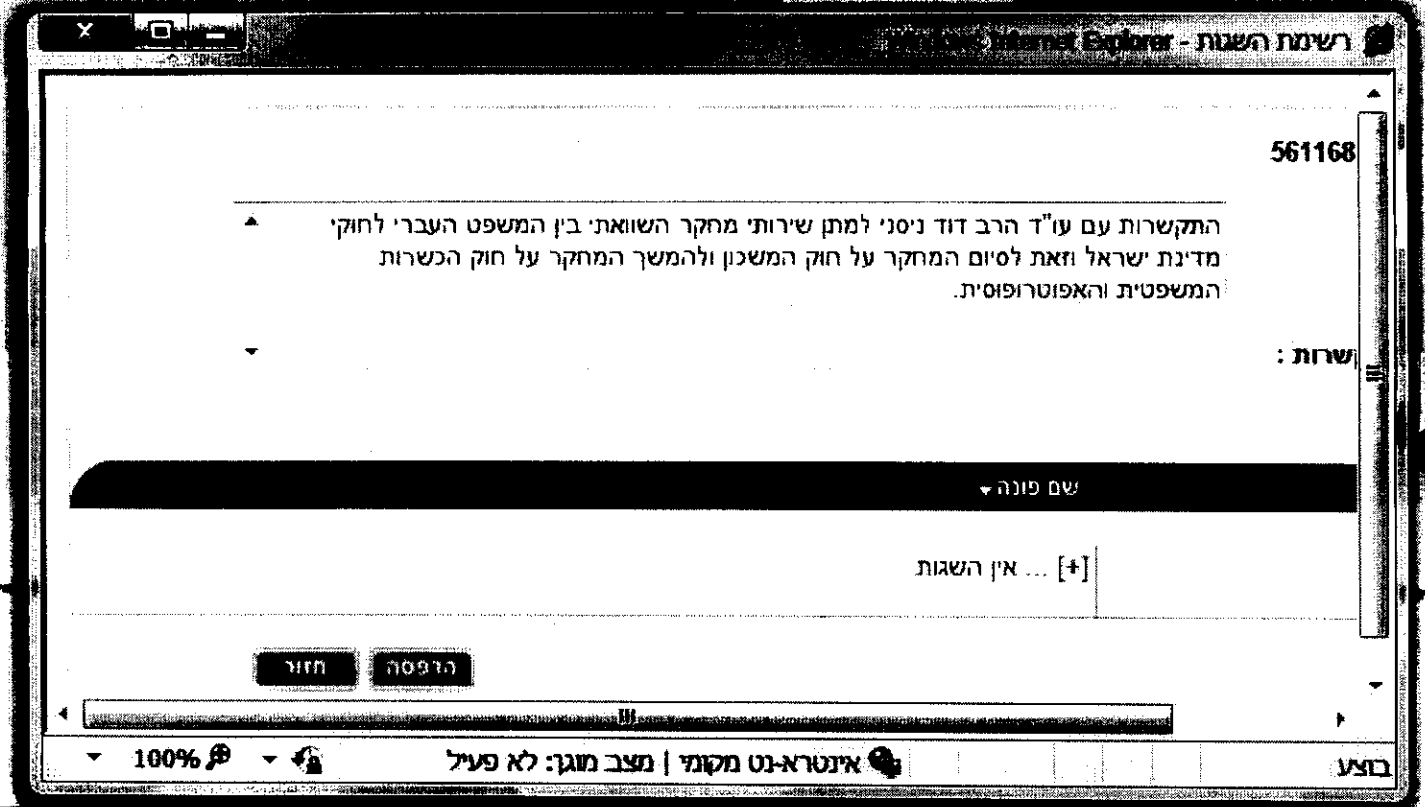 רשימת השגות - Windows Internet Explorer
561168
התקשרות עם עו"ד הרב דוד ניסני למתן שירותי מחקר השוואתי בין המשפט העברי לחוקי
מדינת ישראל וזאת לסיום המחקר על חוק המשכון ולהמשך המחקר על חוק הכשרות
המשפטית והאפוטרופוסית.
שרות :
שם פונה
[+] ... אין השגות
הדפסה
חזור
בוצע
אינטרא-נט מקומי | מצב מוגן: לא פעיל
100%